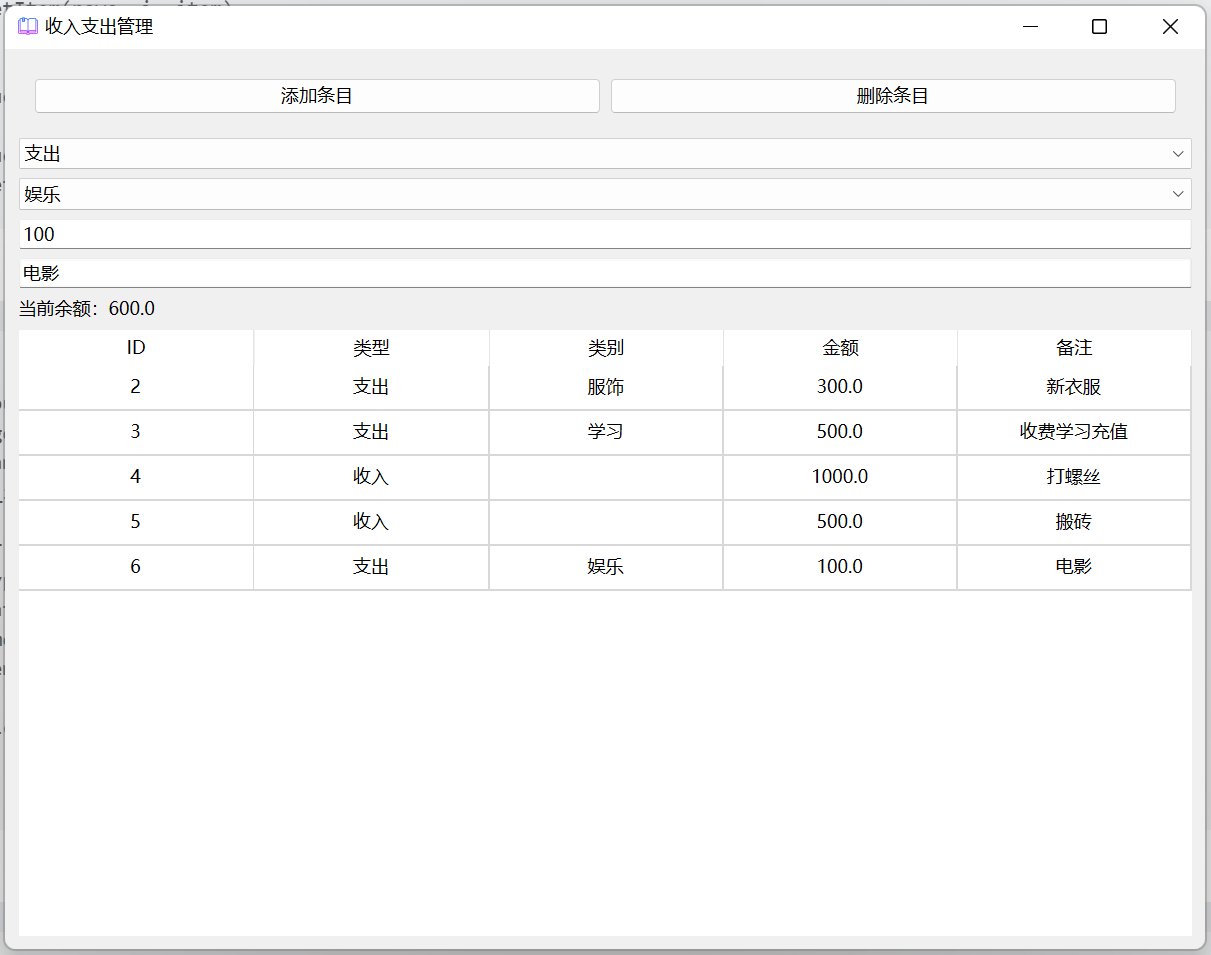 收入支出管理
添加条目 删除条目
支出
娱乐
100
电影
当前余额：600.0
ID 类型 类别 金额 备注
2 支出 服饰 300.0 新衣服
3 支出 学习 500.0 收费学习充值
4 收入 1000.0 打螺丝
5 收入 500.0 搬砖
6 支出 娱乐 100.0 电影